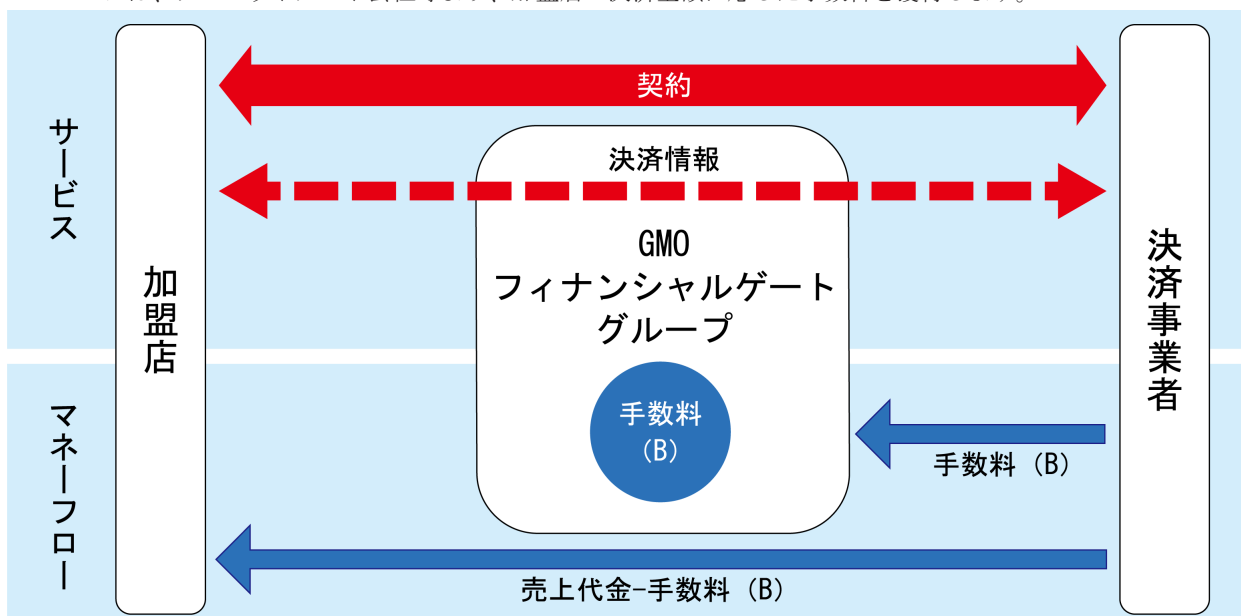 サービス
マネーフロー
加盟店
契約
決済情報
GMO
フィナンシャルゲート
グループ
手数料
(B)
手数料 (B)
売上代金-手数料 (B)
決済事業者